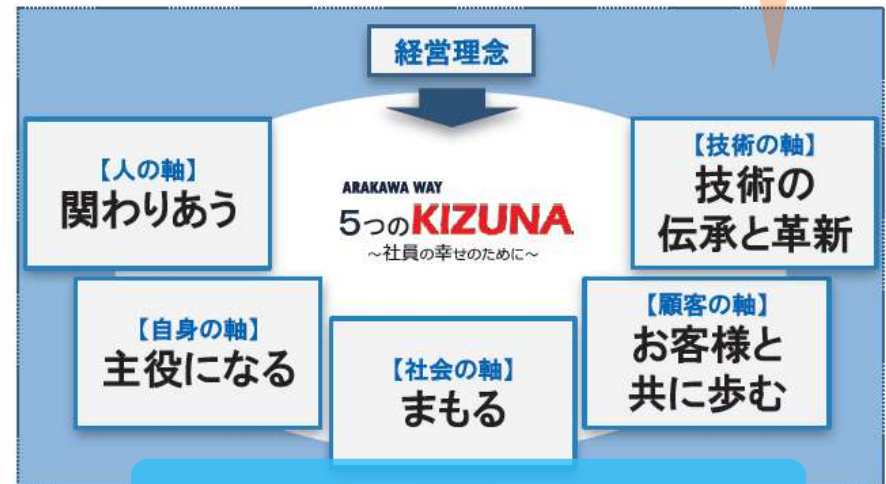 経営理念
【人の軸】
関わりあう
ARAKAWA WAY
5つのKIZUNA
～社員の幸せのために～
【技術の軸】
技術の
伝承と革新
【自身の軸】
主役になる
【社会の軸】
まもる
【顧客の軸】
お客様と
共に歩む